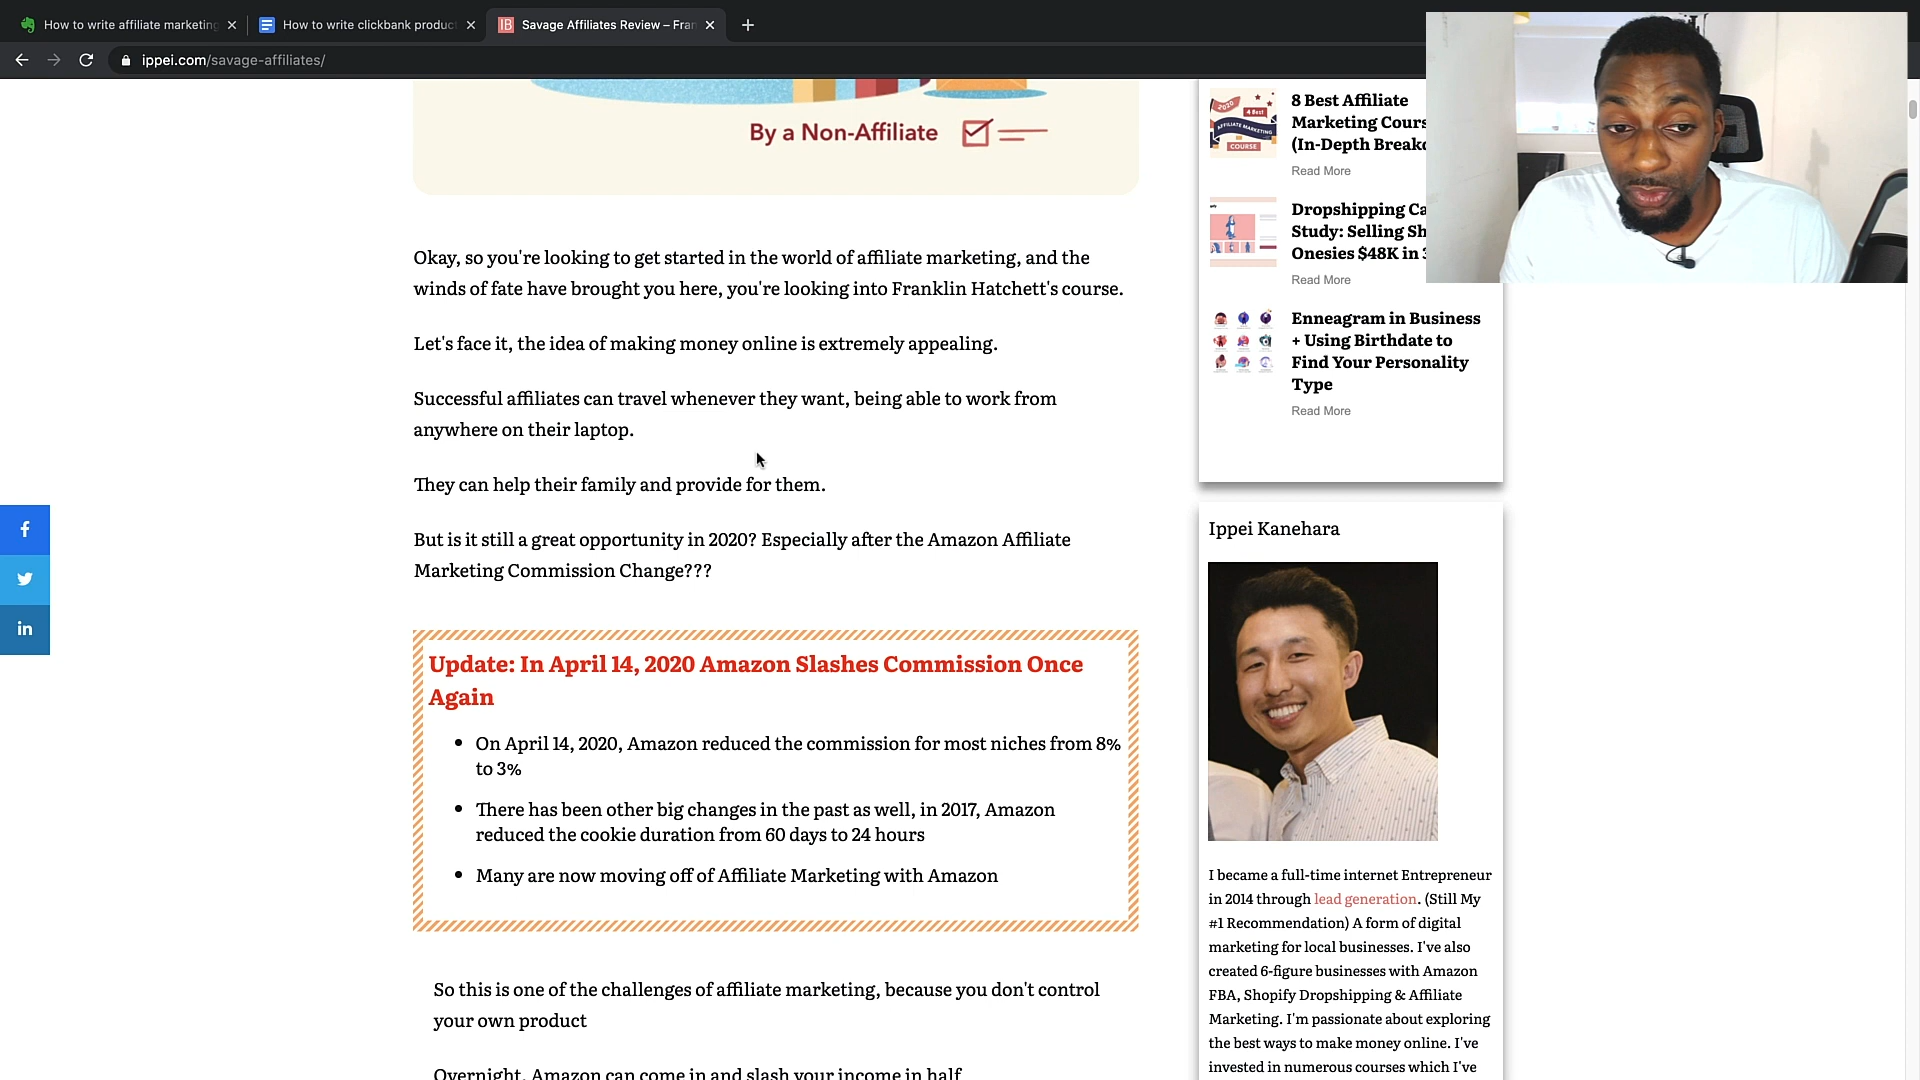 How to write affiliate marketing
How to write clickbank produc
Savage Affiliates Review – Fran
ippei.com/savage-affiliates/
By a Non-Affiliate
Okay, so you're looking to get started in the world of affiliate marketing, and the
winds of fate have brought you here, you're looking into Franklin Hatchett's course.
Let's face it, the idea of making money online is extremely appealing.
Successful affiliates can travel whenever they want, being able to work from
anywhere on their laptop.
They can help their family and provide for them.
But is it still a great opportunity in 2020? Especially after the Amazon Affiliate
Marketing Commission Change???
Update: In April 14, 2020 Amazon Slashes Commission Once
Again
• On April 14, 2020, Amazon reduced the commission for most niches from 8%
to 3%
• There has been other big changes in the past as well, in 2017, Amazon
reduced the cookie duration from 60 days to 24 hours
• Many are now moving off of Affiliate Marketing with Amazon
So this is one of the challenges of affiliate marketing, because you don't control
your own product
Overnight, Amazon can come in and slash your income in half
2020
4 Best
AFFILIATE MARKETING
COURSE
8 Best Affiliate
Marketing Cours
(In-Depth Breakd
Read More
Dropshipping Ca
Study: Selling Sh
Onesies $48K in 3
Read More
Enneagram in Business
+ Using Birthdate to
Find Your Personality
Type
Read More
Ippei Kanehara
I became a full-time internet Entrepreneur
in 2014 through lead generation. (Still My
#1 Recommendation) A form of digital
marketing for local businesses. I've also
created 6-figure businesses with Amazon
FBA, Shopify Dropshipping & Affiliate
Marketing. I'm passionate about exploring
the best ways to make money online. I've
invested in numerous courses which I've